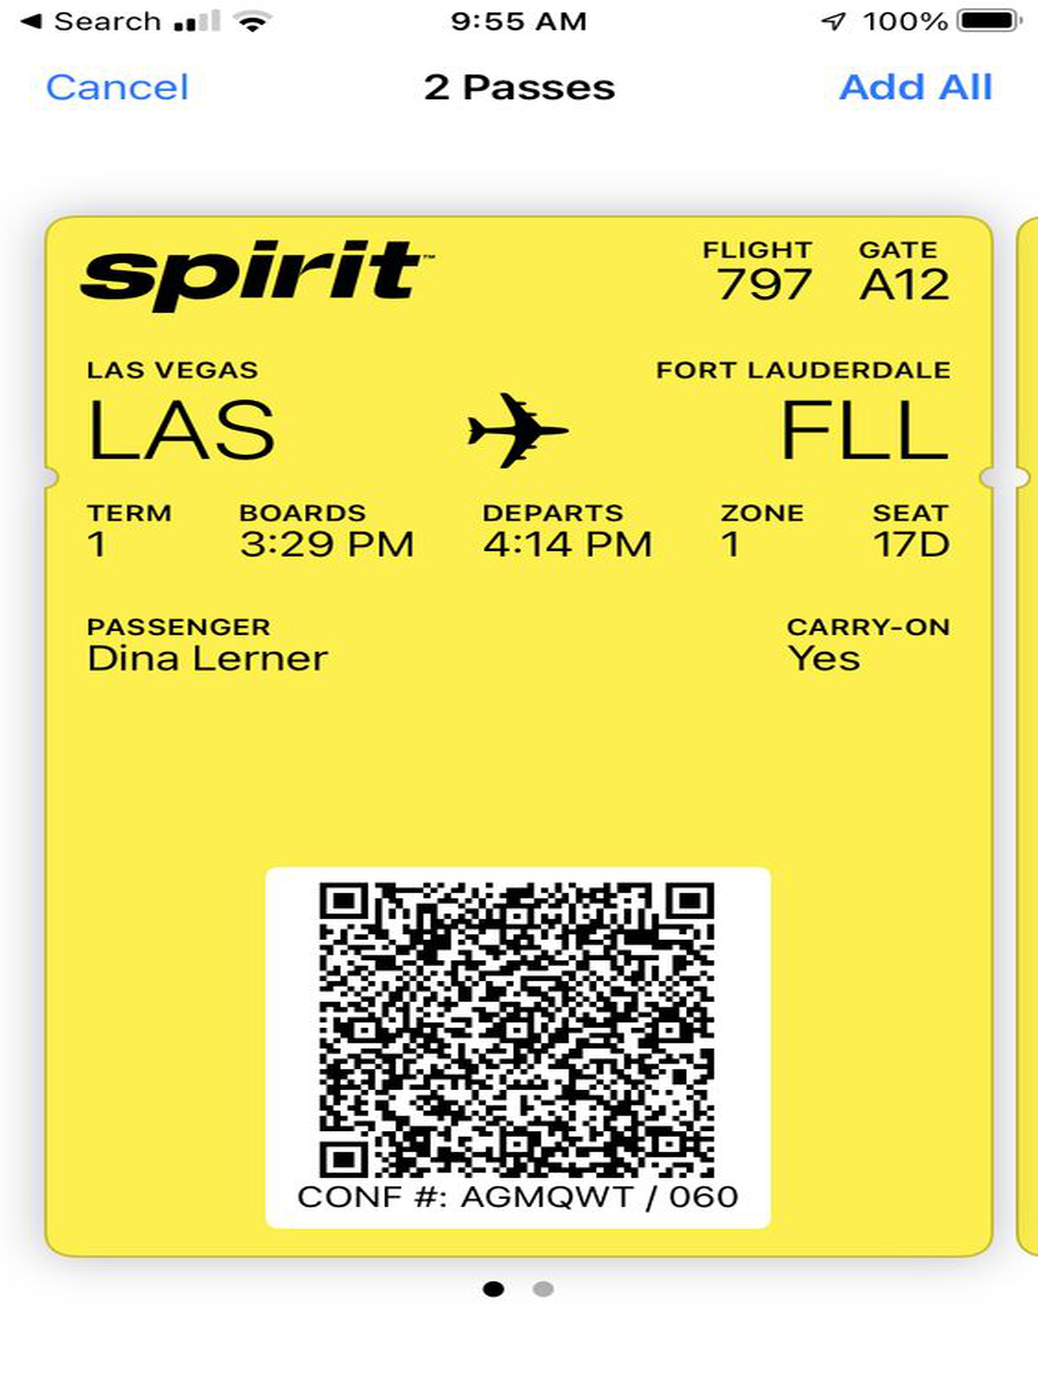 Search 9:55 AM 100%
Cancel 2 Passes Add All
spirit™ FLIGHT GATE
797 A12
LAS VEGAS FORT LAUDERDALE
LAS FLL
TERM BOARDS DEPARTS ZONE SEAT
1 3:29 PM 4:14 PM 1 17D
PASSENGER CARRY-ON
Dina Lerner Yes
CONF #: AGMQWT / 060